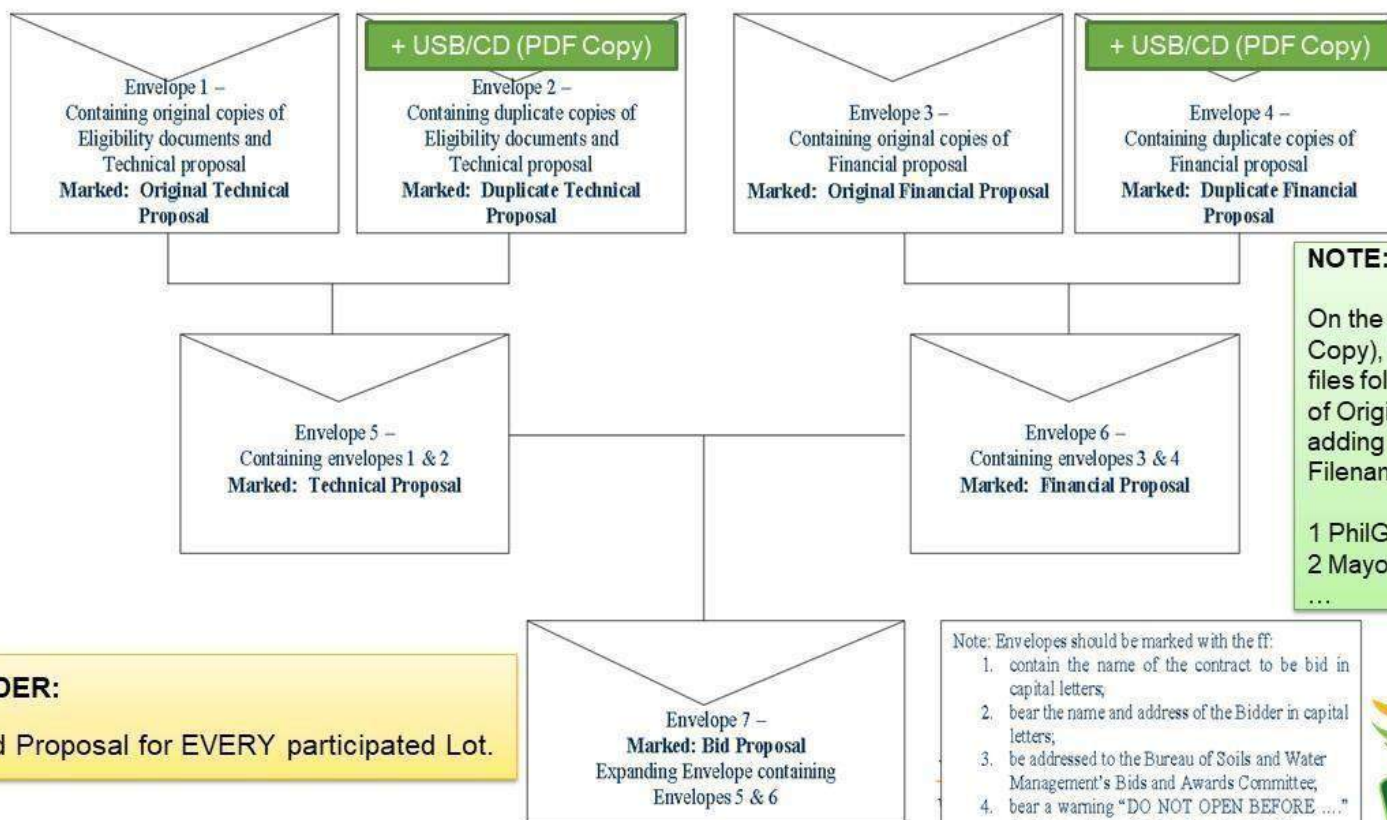 + USB/CD (PDF Copy)
+ USB/CD (PDF Copy)
Envelope 1 –
Containing original copies of
Eligibility documents and
Technical proposal
Marked: Original Technical
Proposal
Envelope 2 –
Containing duplicate copies of
Eligibility documents and
Technical proposal
Marked: Duplicate Technical
Proposal
Envelope 3 –
Containing original copies of
Financial proposal
Marked: Original Financial Proposal
Envelope 4 –
Containing duplicate copies of
Financial proposal
Marked: Duplicate Financial
Proposal
NOTE:
On the
Copy),
files fol
of Origi
adding
Filenan
1 PhilG
2 Mayo
...
Envelope 5 –
Containing envelopes 1 & 2
Marked: Technical Proposal
Envelope 6 –
Containing envelopes 3 & 4
Marked: Financial Proposal
DER:
d Proposal for EVERY participated Lot.
Envelope 7 –
Marked: Bid Proposal
Expanding Envelope containing
Envelopes 5 & 6
Note: Envelopes should be marked with the ff:
1. contain the name of the contract to be bid in
capital letters;
2. bear the name and address of the Bidder in capital
letters;
3. be addressed to the Bureau of Soils and Water
Management's Bids and Awards Committee;
4. bear a warning "DO NOT OPEN BEFORE ...."